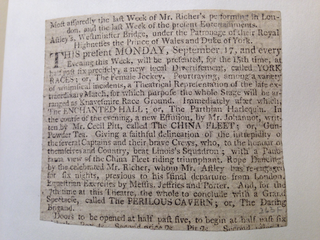 Most assuredly the last Week of Mr. Richer's performing in Lon-
don, and the last Week of the present Entertainments.
Astley's, Westminster Bridge, under the Patronage of their Royal
Highnesses the Prince of Wales and Duke of York.
THIS present MONDAY, September 17, and every
Evening this Week, will be presented, for the 18th time, at
half past six precisely, a new local Divertisement, called YORK
RACES; or, The Female Jockey. Pourtraying, among a variety
of whimsical incidents, a Theatrical Representation of the late ex-
traordinary Match, for which purpose the whole Stage will be ar-
ranged as Knavesmire Race Ground. Immediately after which,
The ENCHANTED HALL; or, The Parthian Harlequin. In
the course of the evening, a new Effusion, by Mr. Johannot, writ-
ten by Mr. Cecil Pitt, called The CHINA FLEET; or, Gun-
Powder Tea. Giving a faithful delineation of the intrepidity of
the several Captains and their brave Crews, who, to the honour of
themselves and Country, beat Linois's Squadron; with a
view of the China Fleet riding triumphant. Rope Dancing
by the celebrated Mr. Richer, whom Mr. Astley has re-engaged
for six nights, previous to his final departure from London.
Equestrian Exercises by Messrs. Jeffries and Porter. And, for the
time at this Theatre, the whole to conclude with a Grand
Spectacle, called The PERILOUS CAVERN; or, The Daring
Brigand.
Doors to be opened at half past five, to begin at half past six